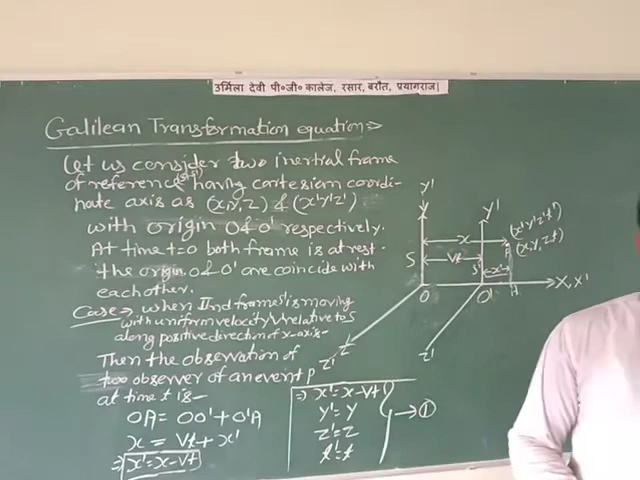 उर्मिला देवी पी०जी० कालेज, रसार, बरौत, प्रयागराज।
Galilean Transformation equation⇒
Let us consider two inertial frame
of reference (S&S') having cartesian coordi-
nate axis as (x,y,z) & (x'y'z')
with origin O & O' respectively.
At time t=0 both frame is at rest.
the origin O & O' are coincide with
each other.
Case⇒ when IInd frame S' is moving
with uniform velocity V relative to S
along positive direction of x-axis-
Then the observation of
two observer of an event P
at time t is-
OA = OO' + O'A
x = Vt + x'
⇒ x' = x-Vt
⇒ x' = x-Vt
y' = y
z' = z
t' = t
→ ①
y'
y'
(x'y'z't')
(x,y,zt)
P
x
S
Vt
S'
x'
O
O'
A
X,X'
Z
Z'
Z'